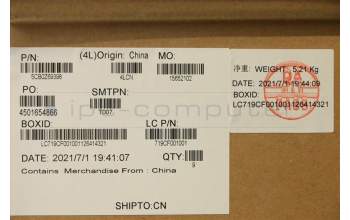 P/N:
(4L)Origin: China
MO:
5CB0Z69398
4LCN
15652102
PO:
SMTPN:
4501654866
T007
BOXID:
LC P/N:
LC719CF001001126414321
719CF001001
DATE: 2021/7/1 19:41:07
QTY:
9
Contains Merchandise From : China
SHIPTO:CN
净重: WEIGHT 5.21 Kg
DATE: 2021/7/1 19:44:09
BOXID:
LC719CF001001126414321